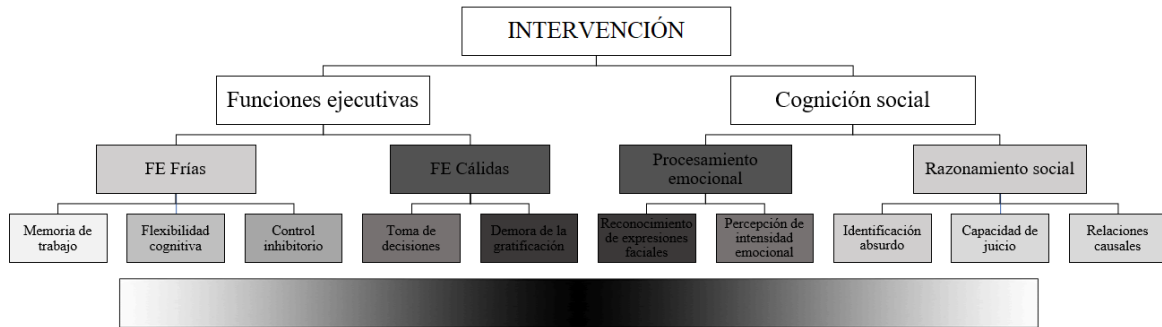 INTERVENCIÓN
Funciones ejecutivas
Cognición social
FE Frías
FE Cálidas
Procesamiento
emocional
Razonamiento social
Memoria de
trabajo
Flexibilidad
cognitiva
Control
inhibitorio
Toma de
decisiones
Demora de la
gratificación
Reconocimiento
de expresiones
faciales
Percepción de
intensidad
emocional
Identificación
absurdo
Capacidad de
juicio
Relaciones
causales